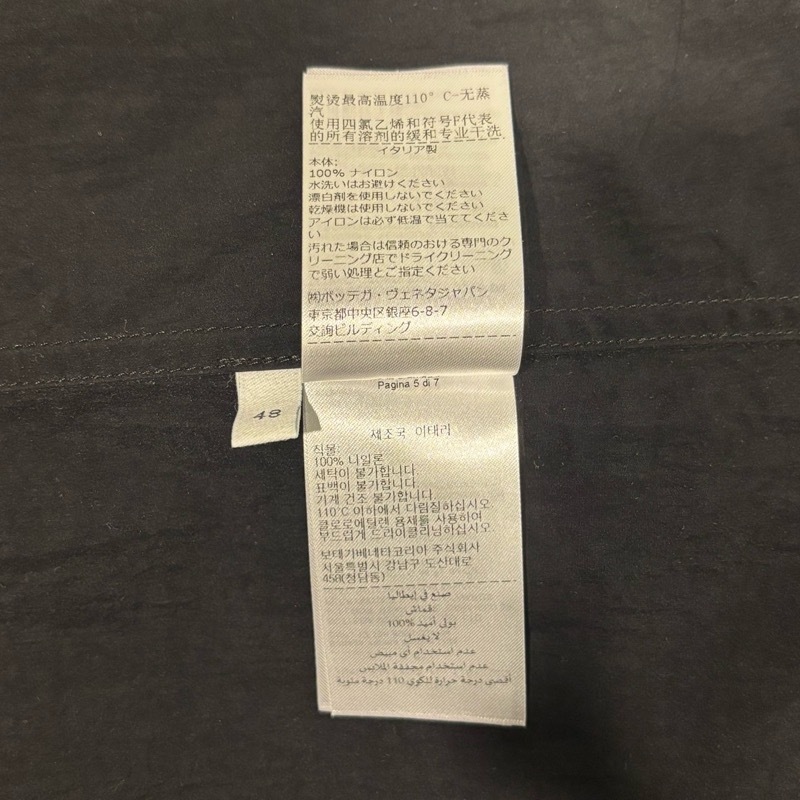 熨烫最高温度110° C-无蒸
汽
使用四氯乙烯和符号F代表
的所有溶剂的缓和专业干洗.
イタリア製
本体:
100% ナイロン
水洗いはお避けください
漂白剤を使用しないでください
乾燥機は使用しないでください
アイロンは必ず低温で当ててくださ
い
汚れた場合は信頼のおける専門のク
リーニング店でドライクリーニング
で弱い処理とご指定ください
㈱ボッテガ・ヴェネタジャパン
東京都中央区銀座6-8-7
交詢ビルディング
Pagina 5 di 7
48
제조국 이태리
직물:
100% 나일론
세탁이 불가합니다
표백이 불가합니다
기계 건조 불가합니다
110°C 이하에서 다림질하십시오
클로로에틸렌 용제를 사용하여
부드럽게 드라이클리닝하십시오
보테가베네타코리아 주식회사
서울특별시 강남구 도산대로
458(청담동)
صنع في إيطاليا
قماش:
بولي أميد %100
لا يغسل
عدم استخدام أي مبيض
عدم استخدام مجففة الملابس
أقصى درجة حرارة للكوي 110 درجة مئوية